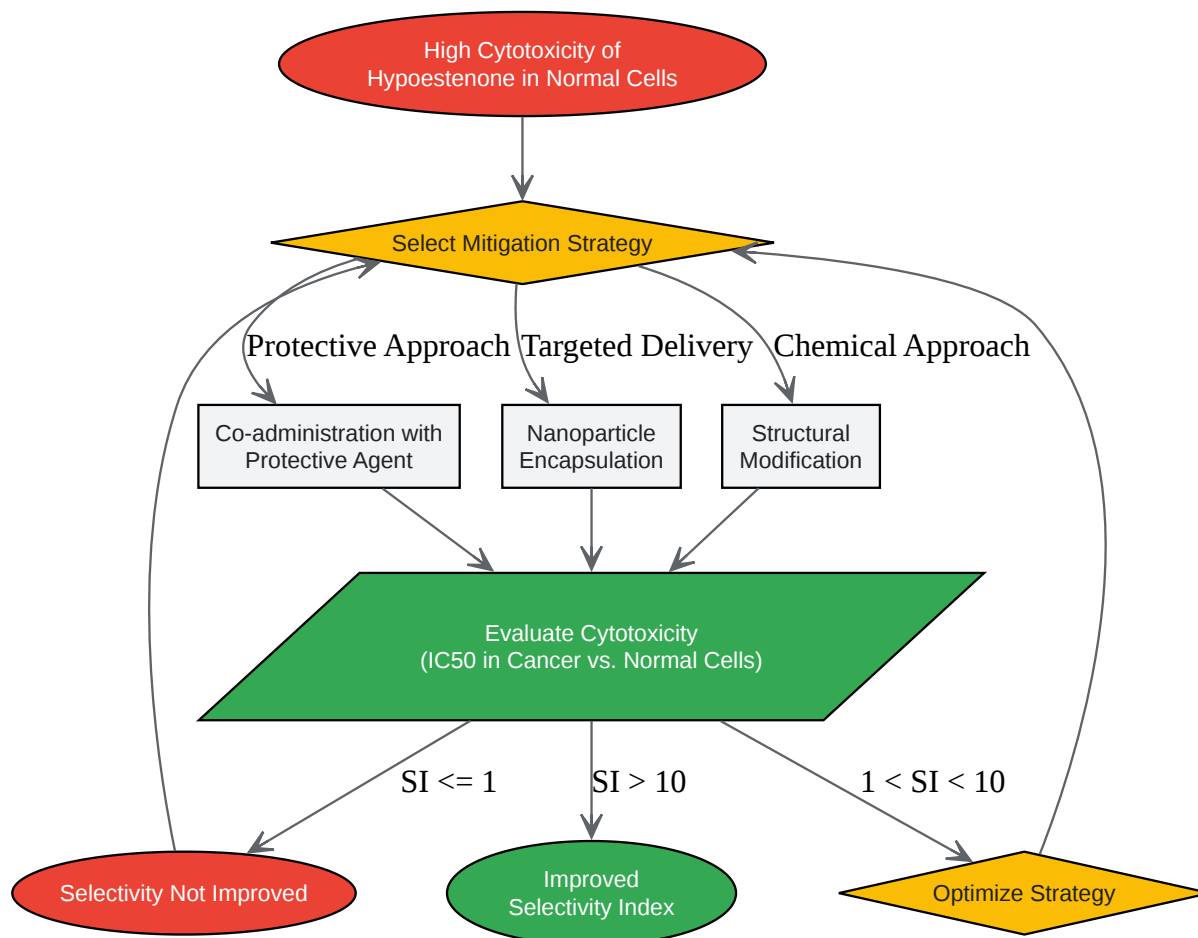 High Cytotoxicity of
Hypoestenone in Normal Cells
Select Mitigation Strategy
Protective Approach
Targeted Delivery
Chemical Approach
Co-administration with
Protective Agent
Nanoparticle
Encapsulation
Structural
Modification
Evaluate Cytotoxicity
(IC50 in Cancer vs. Normal Cells)
SI <= 1
SI > 10
1 < SI < 10
Selectivity Not Improved
Improved
Selectivity Index
Optimize Strategy